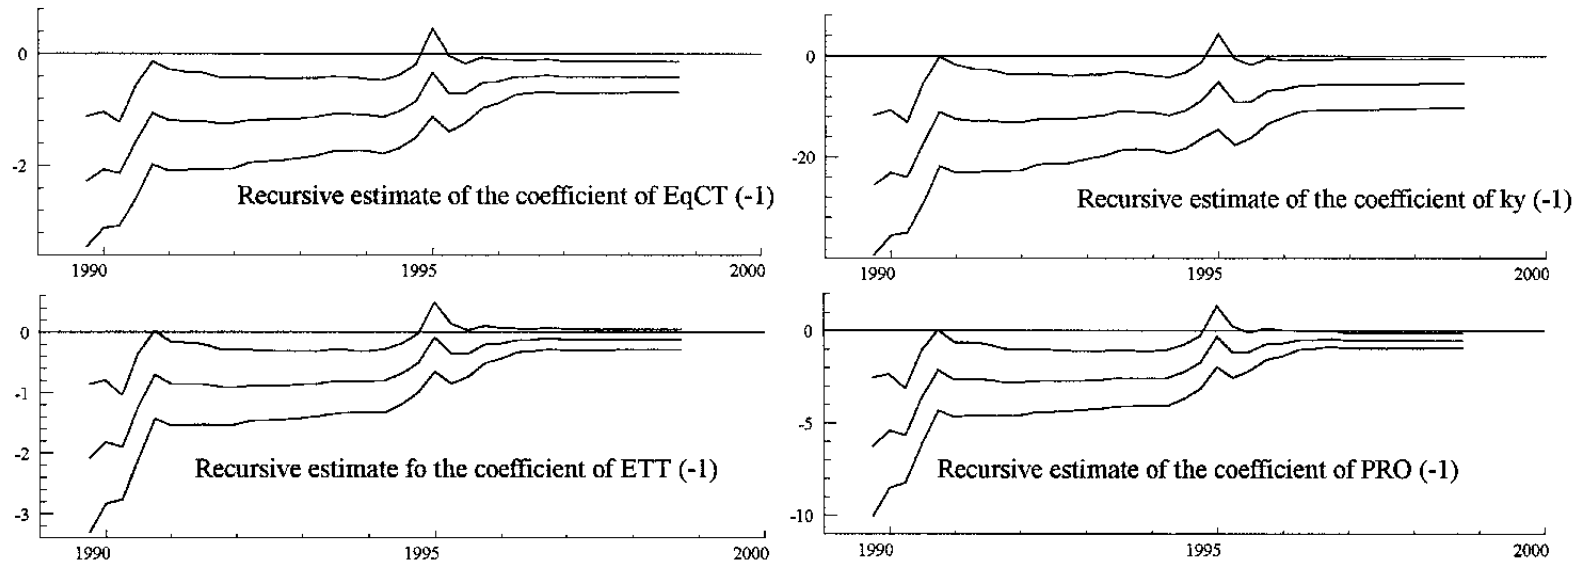 0
-2
Recursive estimate of the coefficient of EqCT (-1)
1990 1995 2000
0
-20
Recursive estimate of the coefficient of ky (-1)
1990 1995 2000
0
-1
-2
-3
Recursive estimate fo the coefficient of ETT (-1)
1990 1995 2000
0
-5
-10
Recursive estimate of the coefficient of PRO (-1)
1990 1995 2000